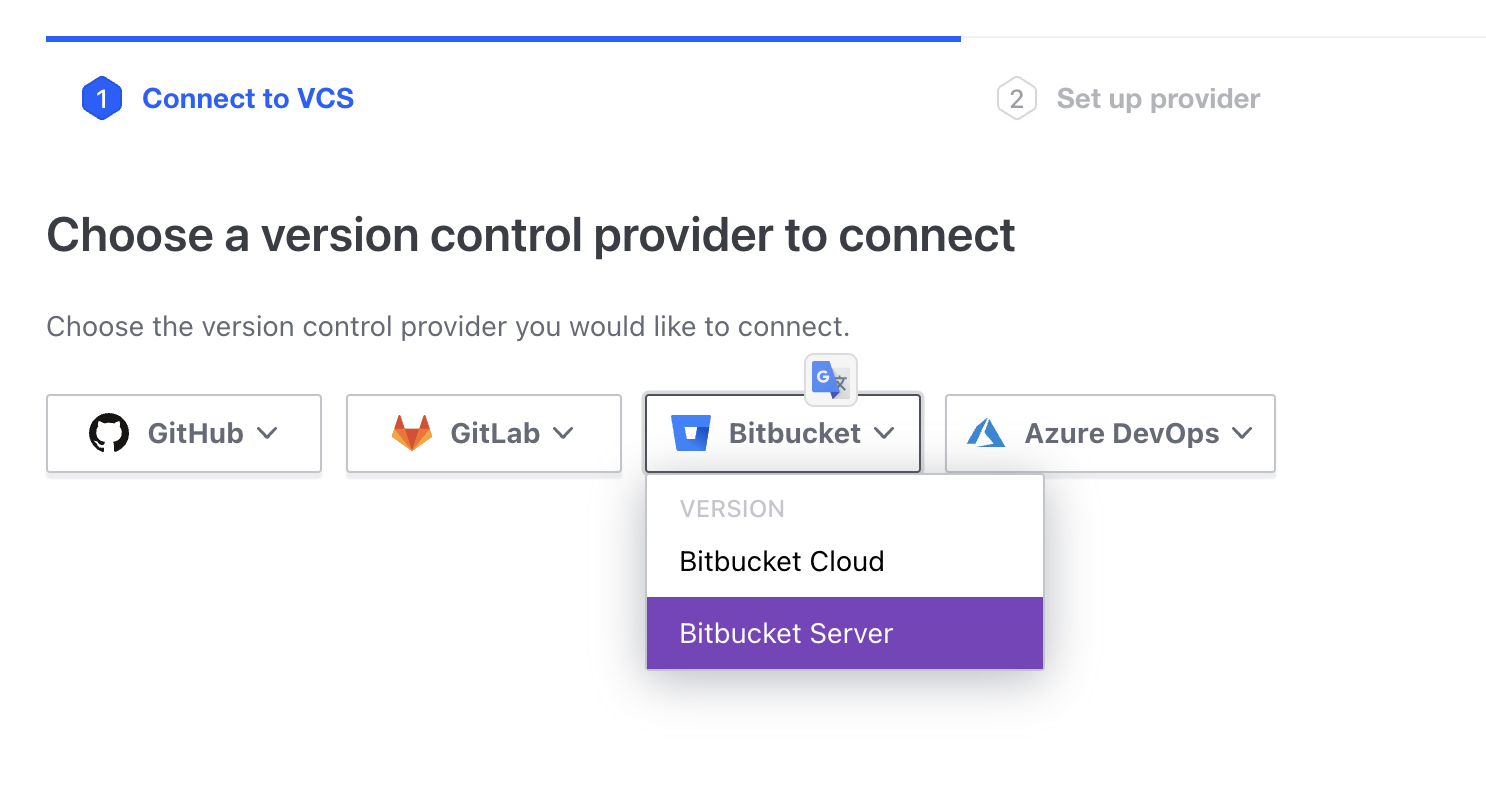 1 Connect to VCS
2 Set up provider
Choose a version control provider to connect
Choose the version control provider you would like to connect.
G 文
GitHub
GitLab
Bitbucket
Azure DevOps
VERSION
Bitbucket Cloud
Bitbucket Server